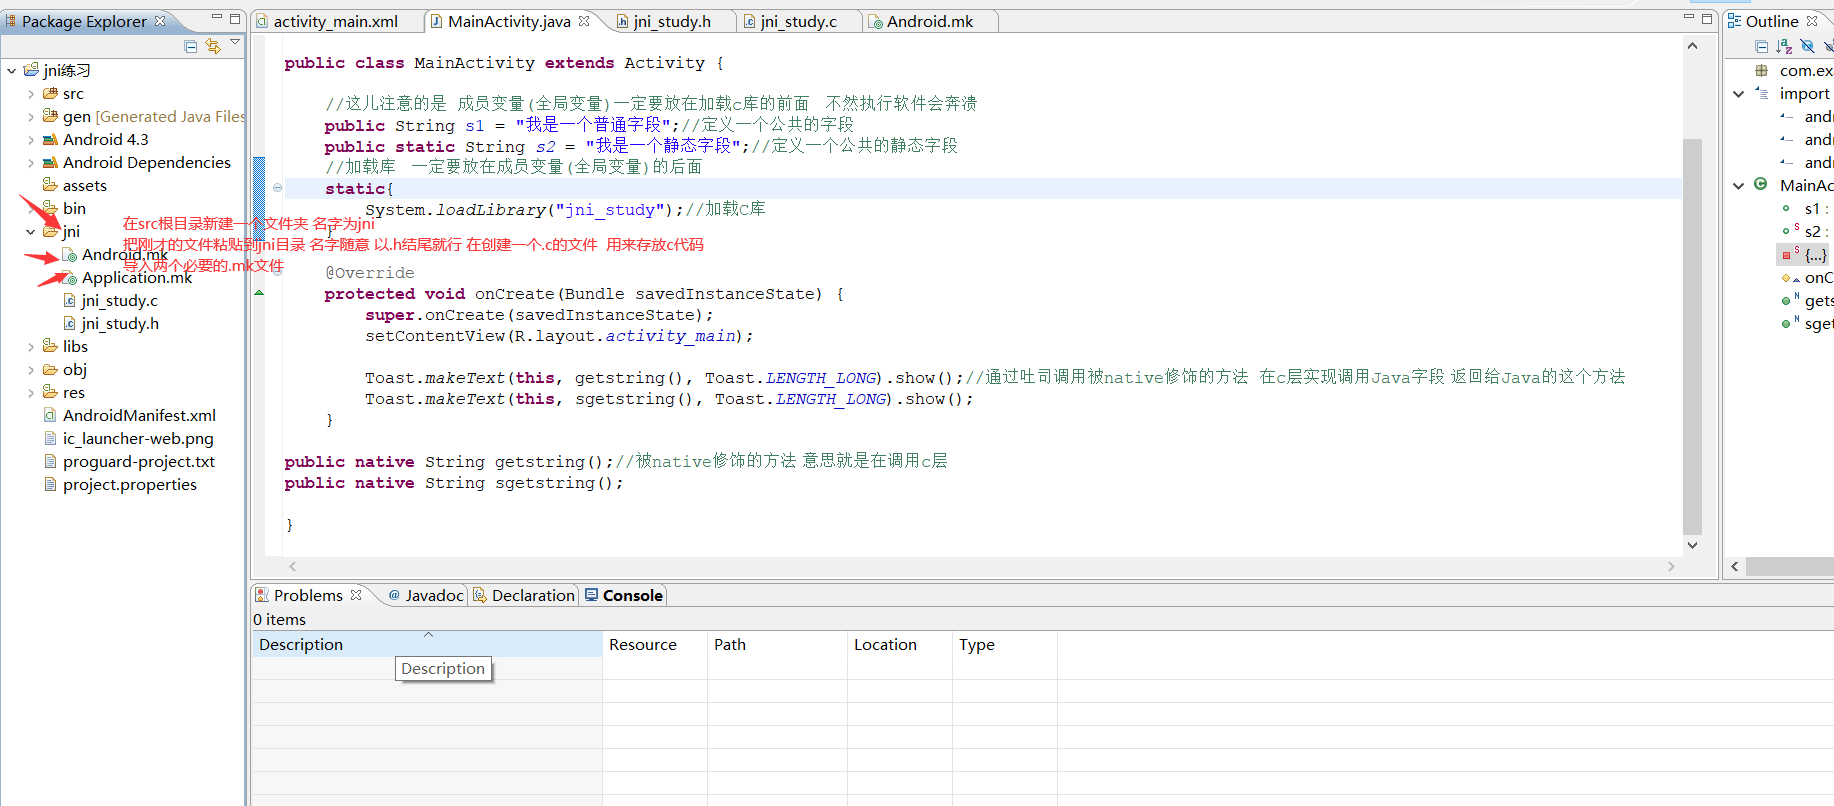 Package Explorer
jni练习
src
gen [Generated Java Files
Android 4.3
Android Dependencies
assets
bin
jni
Android.mk
Application.mk
jni_study.c
jni_study.h
libs
obj
res
AndroidManifest.xml
ic_launcher-web.png
proguard-project.txt
project.properties
在src根目录新建一个文件夹 名字为jni
把刚才的文件粘贴到jni目录 名字随意 以.h结尾就行 在创建一个.c的文件 用来存放c代码
导入两个必要的.mk文件
activity_main.xml
MainActivity.java
jni_study.h
jni_study.c
Android.mk
public class MainActivity extends Activity {
//这儿注意的是 成员变量(全局变量)一定要放在加载c库的前面 不然执行软件会奔溃
public String s1 = "我是一个普通字段";//定义一个公共的字段
public static String s2 = "我是一个静态字段";//定义一个公共的静态字段
//加载库 一定要放在成员变量(全局变量)的后面
static{
System.loadLibrary("jni_study");//加载C库
}
@Override
protected void onCreate(Bundle savedInstanceState) {
super.onCreate(savedInstanceState);
setContentView(R.layout.activity_main);
Toast.makeText(this, getstring(), Toast.LENGTH_LONG).show();//通过吐司调用被native修饰的方法 在c层实现调用Java字段 返回给Java的这个方法
Toast.makeText(this, sgetstring(), Toast.LENGTH_LONG).show();
}
public native String getstring();//被native修饰的方法 意思就是在调用c层
public native String sgetstring();
}
Outline
com.ex
import
andr
andr
andr
MainAc
s1 :
s2 :
{...}
onC
gets
sget
Problems
@ Javadoc
Declaration
Console
0 items
Description
Resource
Path
Location
Type
Description